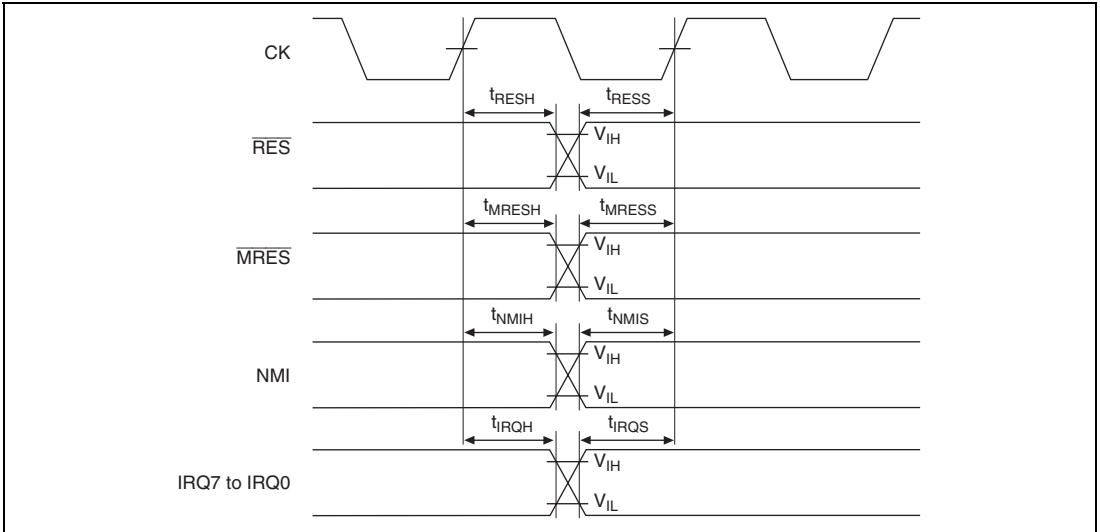 CK
tRESH tRESS
RES VIH
VIL
tMRESH tMRESS
MRES VIH
VIL
tNMIH tNMIS
NMI VIH
VIL
tIRQH tIRQS
IRQ7 to IRQ0 VIH
VIL